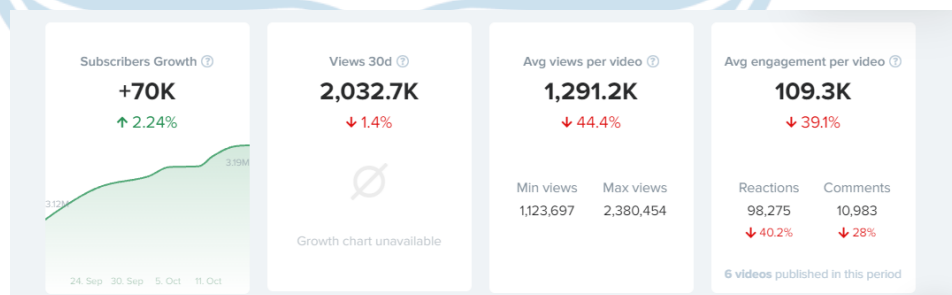 Subscribers Growth ?
+70K
↑ 2.24%
3.12M
3.19M
24. Sep 30. Sep 5. Oct 11. Oct
Views 30d ?
2,032.7K
↓ 1.4%
Growth chart unavailable
Avg views per video ?
1,291.2K
↓ 44.4%
Min views Max views
1,123,697 2,380,454
Avg engagement per video ?
109.3K
↓ 39.1%
Reactions Comments
98,275 10,983
↓ 40.2% ↓ 28%
6 videos published in this period